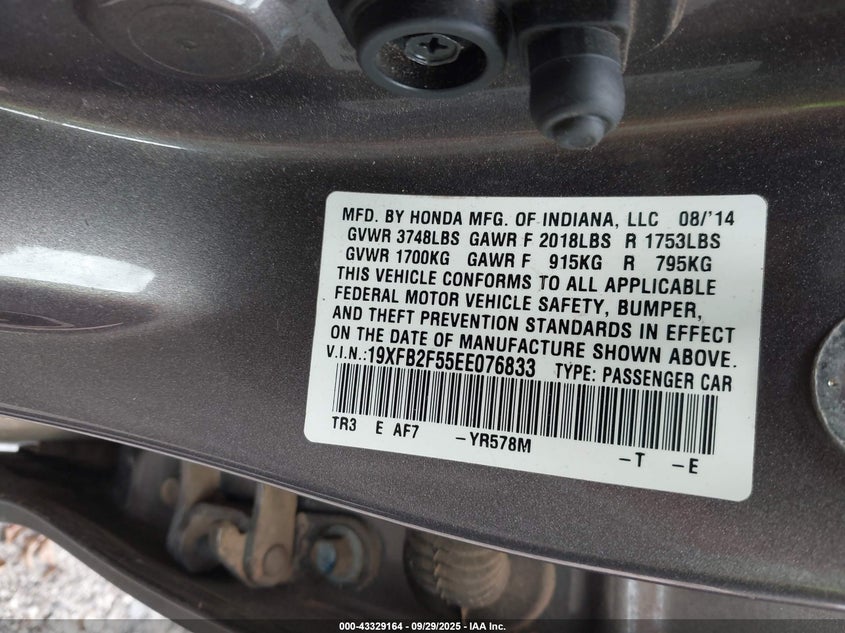 MFD. BY HONDA MFG. OF INDIANA, LLC 08/'14
GVWR 3748LBS GAWR F 2018LBS R 1753LBS
GVWR 1700KG GAWR F 915KG R 795KG
THIS VEHICLE CONFORMS TO ALL APPLICABLE
FEDERAL MOTOR VEHICLE SAFETY, BUMPER,
AND THEFT PREVENTION STANDARDS IN EFFECT
ON THE DATE OF MANUFACTURE SHOWN ABOVE.
V.I.N.:19XFB2F55EE076833 TYPE: PASSENGER CAR
TR3 E AF7 -YR578M
-T -E
000-43329164 - 09/29/2025 - IAA Inc.